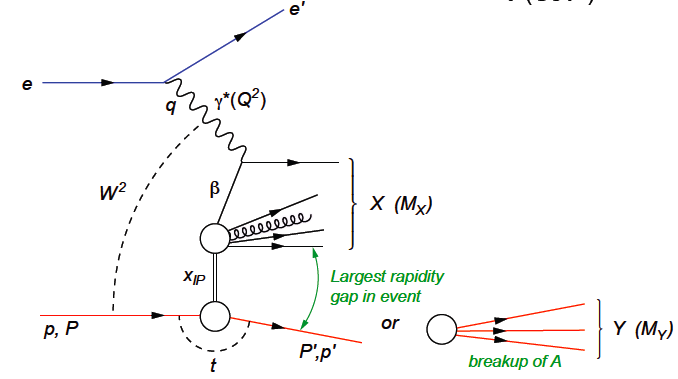 e'
e
q
γ*(Q²)
W²
β
X (M_X)
x_IP
Largest rapidity
gap in event
p, P
or
P',p'
t
Y (M_Y)
breakup of A